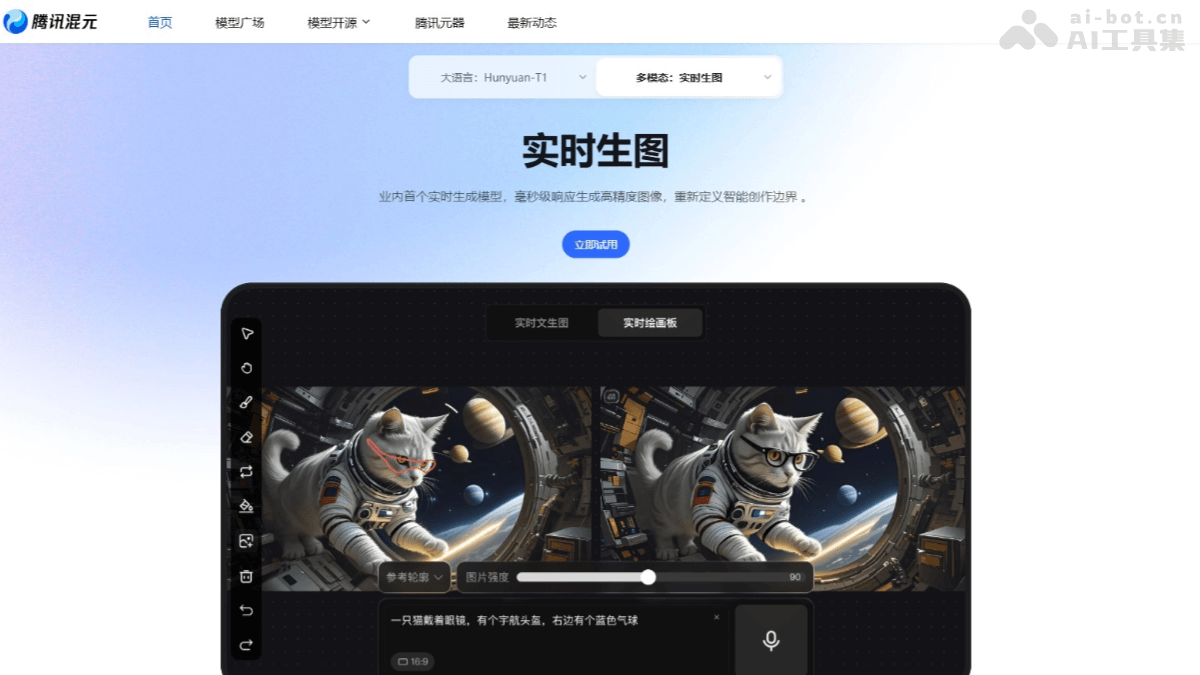 腾讯混元 首页 模型广场 模型开源 腾讯元器 最新动态
ai-bot.cn
AI工具集
大语言：Hunyuan-T1 多模态：实时生图
实时生图
业内首个实时生成模型，毫秒级响应生成高精度图像，重新定义智能创作边界 。
立即试用
实时文生图 实时绘画板
参考轮廓 图片强度 90
一只猫戴着眼镜，有个宇航头盔，右边有个蓝色气球
16:9